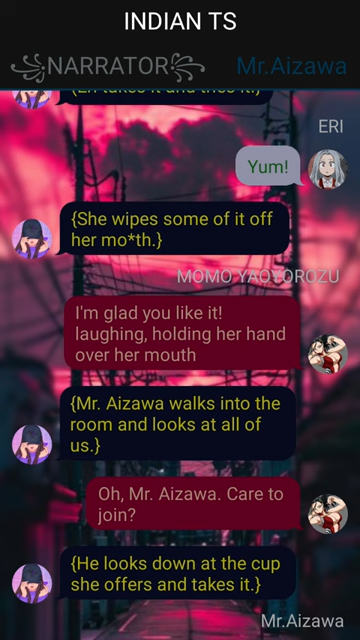 INDIAN TS
NARRATOR
Mr.Aizawa
ERI
Yum!
{She wipes some of it off
her mo*th.}
MOMO YAOYOROZU
I'm glad you like it!
laughing, holding her hand
over her mouth
{Mr. Aizawa walks into the
room and looks at all of
us.}
Oh, Mr. Aizawa. Care to
join?
{He looks down at the cup
she offers and takes it.}
Mr.Aizawa